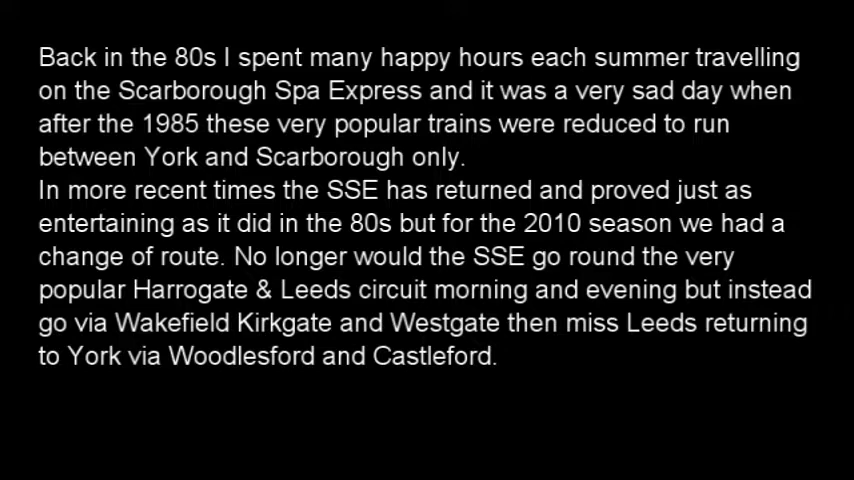 Back in the 80s I spent many happy hours each summer travelling
on the Scarborough Spa Express and it was a very sad day when
after the 1985 these very popular trains were reduced to run
between York and Scarborough only.
In more recent times the SSE has returned and proved just as
entertaining as it did in the 80s but for the 2010 season we had a
change of route. No longer would the SSE go round the very
popular Harrogate & Leeds circuit morning and evening but instead
go via Wakefield Kirkgate and Westgate then miss Leeds returning
to York via Woodlesford and Castleford.